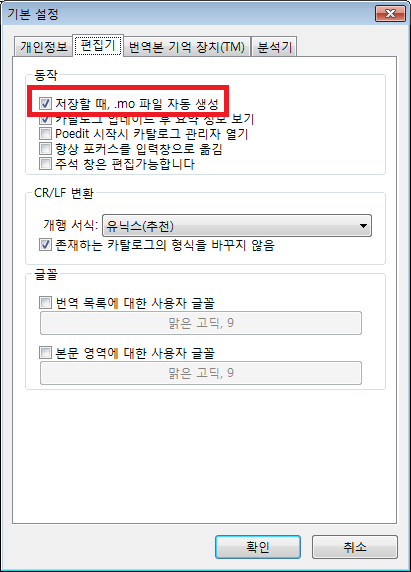 기본 설정
개인정보 편집기 번역본 기억 장치(TM) 분석기
동작
저장할 때, .mo 파일 자동 생성
카탈로그 업데이트 후 요약 정보 보기
Poedit 시작시 카탈로그 관리자 열기
항상 포커스를 입력창으로 옮김
주석 창은 편집가능합니다
CR/LF 변환
개행 서식: 유닉스(추천)
존재하는 카탈로그의 형식을 바꾸지 않음
글꼴
번역 목록에 대한 사용자 글꼴
맑은 고딕, 9
본문 영역에 대한 사용자 글꼴
맑은 고딕, 9
확인 취소